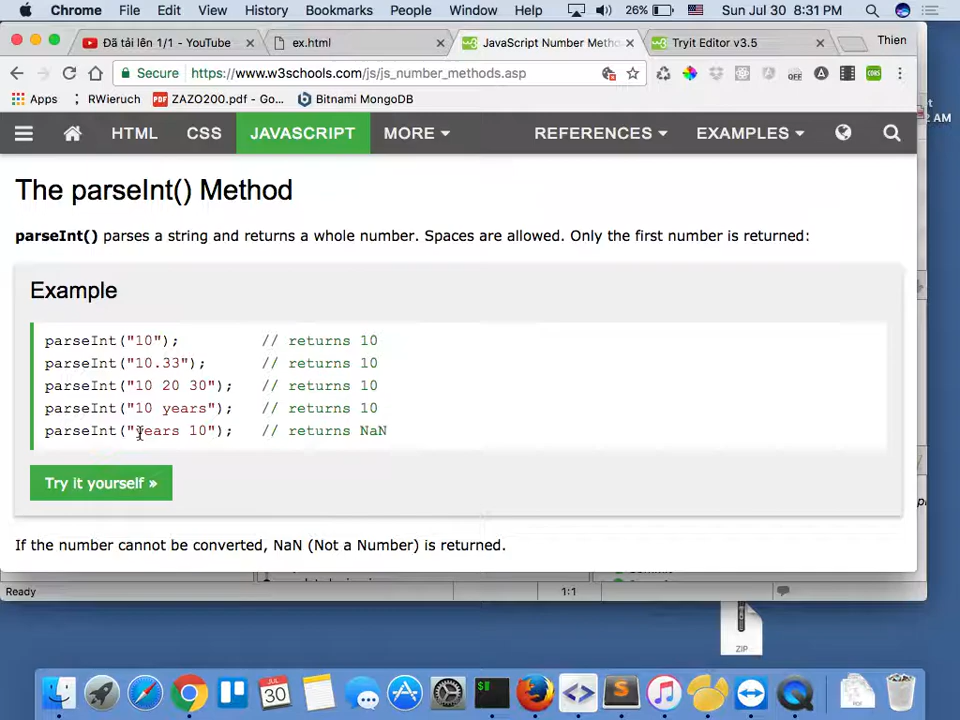 Chrome File Edit View History Bookmarks People Window Help 26% Sun Jul 30 8:31 PM
Đã tải lên 1/1 - YouTube ex.html JavaScript Number Meth Tryit Editor v3.5 Thien
Secure https://www.w3schools.com/js/js_number_methods.asp
Apps RWieruch ZAZO200.pdf - Go... Bitnami MongoDB
2 AM
HTML CSS JAVASCRIPT MORE REFERENCES EXAMPLES
The parseInt() Method
parseInt() parses a string and returns a whole number. Spaces are allowed. Only the first number is returned:
Example
parseInt("10"); // returns 10
parseInt("10.33"); // returns 10
parseInt("10 20 30"); // returns 10
parseInt("10 years"); // returns 10
parseInt("years 10"); // returns NaN
Try it yourself »
If the number cannot be converted, NaN (Not a Number) is returned.
Ready 1:1
ZIP
JUL
30